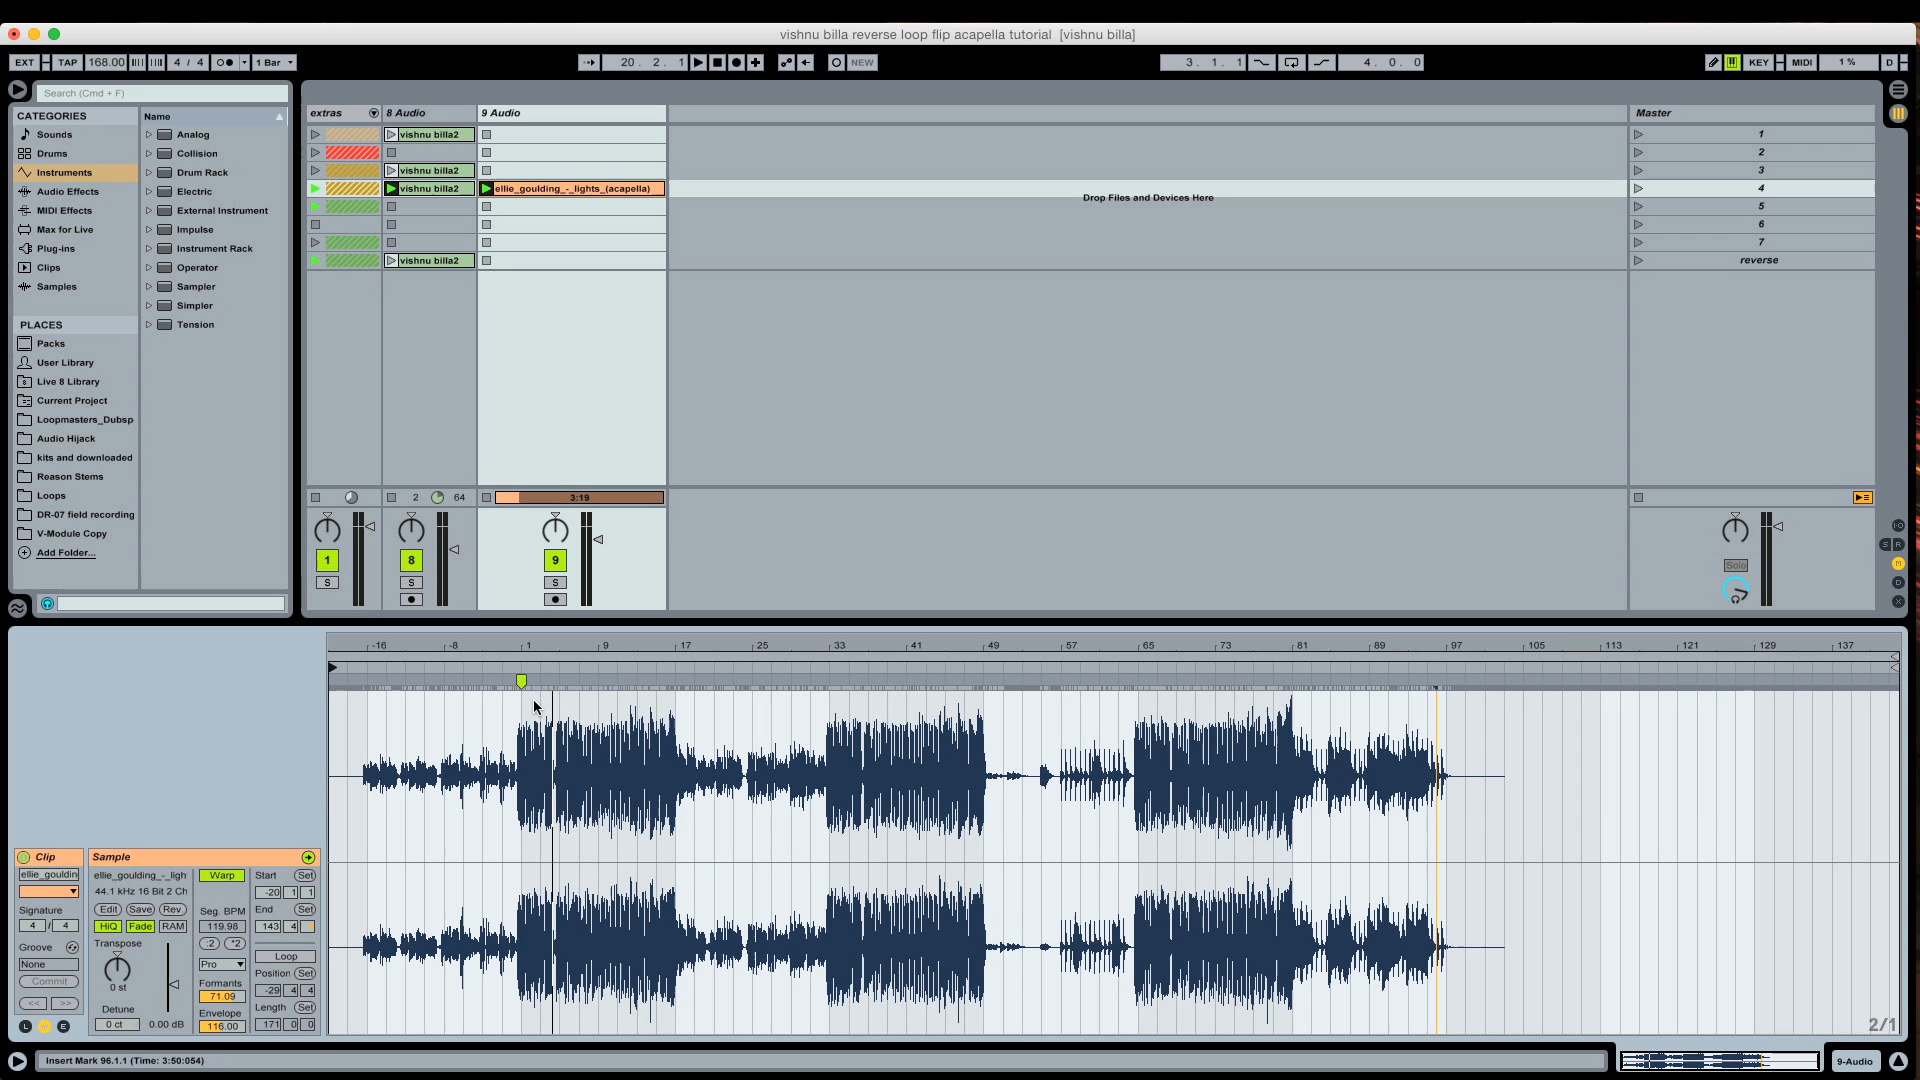 vishnu billa reverse loop flip acapella tutorial [vishnu billa]
EXT TAP 168.00 4 / 4 1 Bar 20. 2. 1 NEW 3. 1. 1 4. 0. 0 KEY MIDI 1 % D
Search (Cmd + F)
CATEGORIES
Sounds
Drums
Instruments
Audio Effects
MIDI Effects
Max for Live
Plug-ins
Clips
Samples
PLACES
Packs
User Library
Live 8 Library
Current Project
Loopmasters_Dubsp
Audio Hijack
kits and downloaded
Reason Stems
Loops
DR-07 field recording
V-Module Copy
Add Folder...
Name
Analog
Collision
Drum Rack
Electric
External Instrument
Impulse
Instrument Rack
Operator
Sampler
Simpler
Tension
extras 8 Audio 9 Audio Master
vishnu billa2 1
2
vishnu billa2 3
vishnu billa2 ellie_goulding_-_lights_(acapella) 4
Drop Files and Devices Here
5
6
7
vishnu billa2 reverse
2 64 3:19
1 8 9
S S S Solo
S R
M
D
X
-16 -8 1 9 17 25 33 41 49 57 65 73 81 89 97 105 113 121 129 137
Clip
ellie_gouldin
Signature
4 / 4
Groove
None
Commit
<< >>
L E
Sample
ellie_goulding_-_ligh
44.1 kHz 16 Bit 2 Ch
Edit Save Rev
HiQ Fade RAM
Transpose
0 st
Detune
0 ct 0.00 dB
Warp
Seg. BPM
119.98
:2 *2
Pro
Formants
71.09
Envelope
116.00
Start Set
-20 1 1
End Set
143 4
Loop
Position Set
-29 4 4
Length Set
171 0 0
2/1
Insert Mark 96.1.1 (Time: 3:50:054)
9-Audio